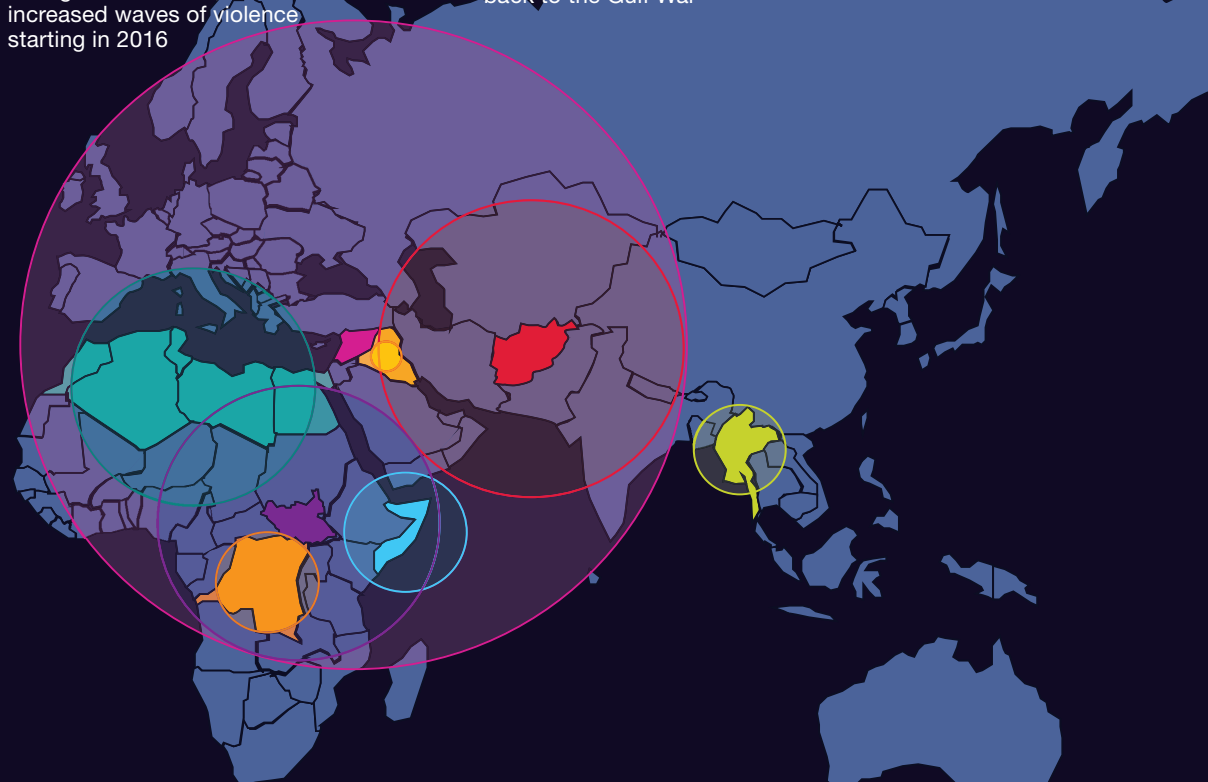 increased waves of violence
starting in 2016
back to the Gulf War